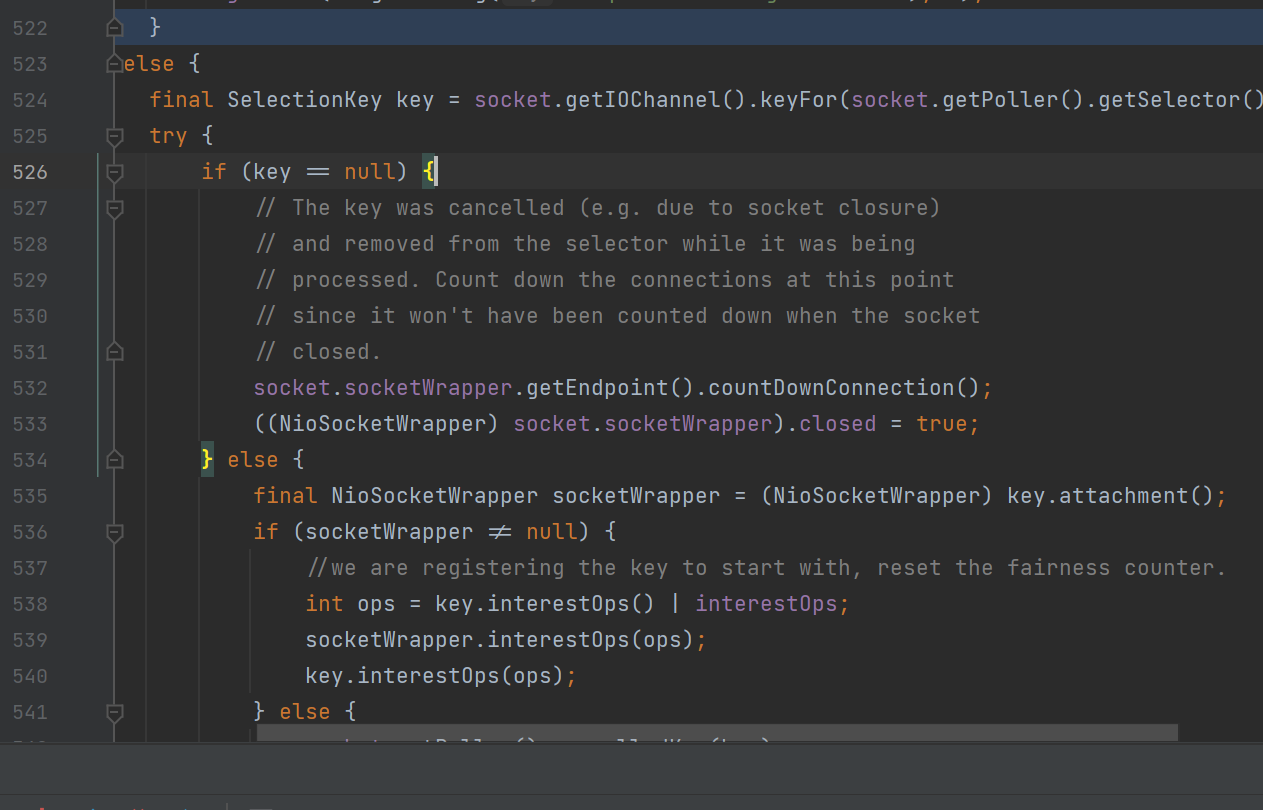 522 }
523 else {
524 final SelectionKey key = socket.getIOChannel().keyFor(socket.getPoller().getSelector()
525 try {
526 if (key == null) {
527 // The key was cancelled (e.g. due to socket closure)
528 // and removed from the selector while it was being
529 // processed. Count down the connections at this point
530 // since it won't have been counted down when the socket
531 // closed.
532 socket.socketWrapper.getEndpoint().countDownConnection();
533 ((NioSocketWrapper) socket.socketWrapper).closed = true;
534 } else {
535 final NioSocketWrapper socketWrapper = (NioSocketWrapper) key.attachment();
536 if (socketWrapper != null) {
537 //we are registering the key to start with, reset the fairness counter.
538 int ops = key.interestOps() | interestOps;
539 socketWrapper.interestOps(ops);
540 key.interestOps(ops);
541 } else {